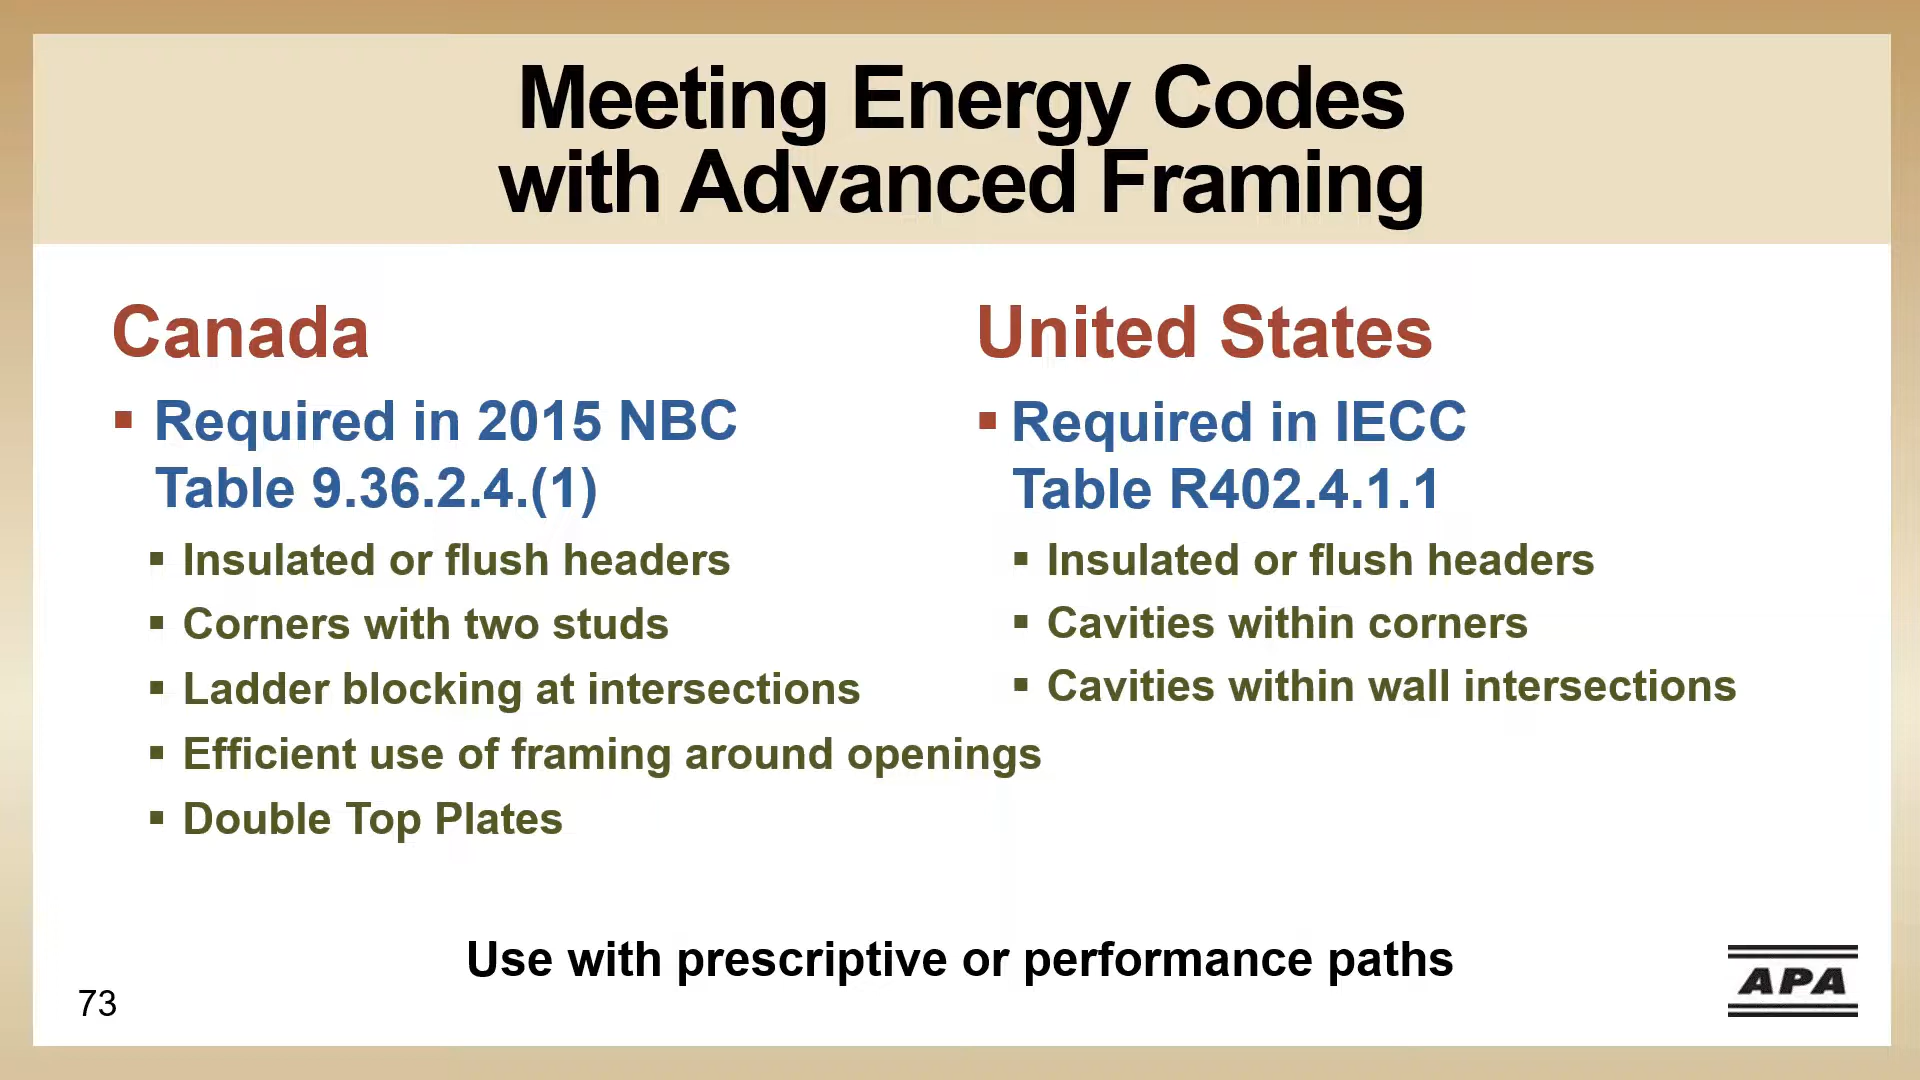 Meeting Energy Codes
with Advanced Framing
Canada
▪ Required in 2015 NBC
Table 9.36.2.4.(1)
▪ Insulated or flush headers
▪ Corners with two studs
▪ Ladder blocking at intersections
▪ Efficient use of framing around openings
▪ Double Top Plates
United States
▪ Required in IECC
Table R402.4.1.1
▪ Insulated or flush headers
▪ Cavities within corners
▪ Cavities within wall intersections
Use with prescriptive or performance paths
73
APA